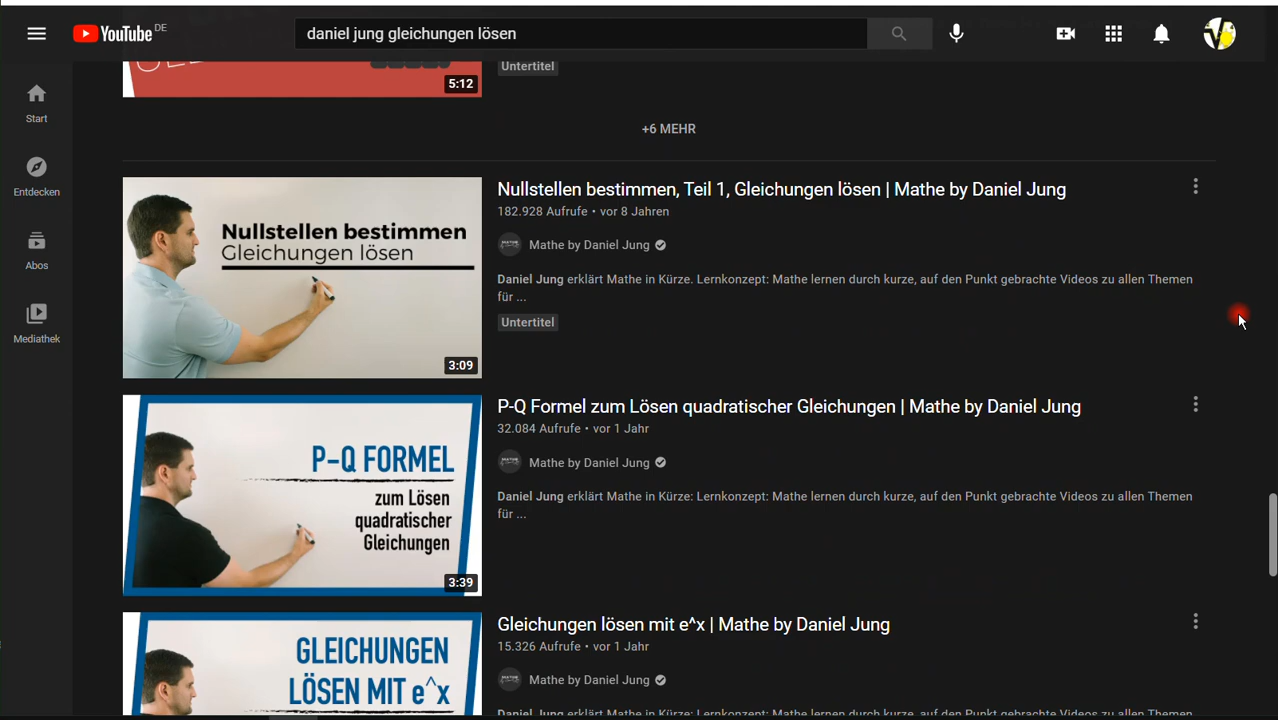 YouTube DE
daniel jung gleichungen lösen
Start
Entdecken
Abos
Mediathek
5:12
Untertitel
+6 MEHR
Nullstellen bestimmen
Gleichungen lösen
3:09
Nullstellen bestimmen, Teil 1, Gleichungen lösen | Mathe by Daniel Jung
182.928 Aufrufe • vor 8 Jahren
Mathe by Daniel Jung
Daniel Jung erklärt Mathe in Kürze. Lernkonzept: Mathe lernen durch kurze, auf den Punkt gebrachte Videos zu allen Themen
für ...
Untertitel
P-Q FORMEL
zum Lösen
quadratischer
Gleichungen
3:39
P-Q Formel zum Lösen quadratischer Gleichungen | Mathe by Daniel Jung
32.084 Aufrufe • vor 1 Jahr
Mathe by Daniel Jung
Daniel Jung erklärt Mathe in Kürze: Lernkonzept: Mathe lernen durch kurze, auf den Punkt gebrachte Videos zu allen Themen
für ...
GLEICHUNGEN
LÖSEN MIT e^x
Gleichungen lösen mit e^x | Mathe by Daniel Jung
15.326 Aufrufe • vor 1 Jahr
Mathe by Daniel Jung
Daniel Jung erklärt Mathe in Kürze: Lernkonzept: Mathe lernen durch kurze, auf den Punkt gebrachte Videos zu allen Themen